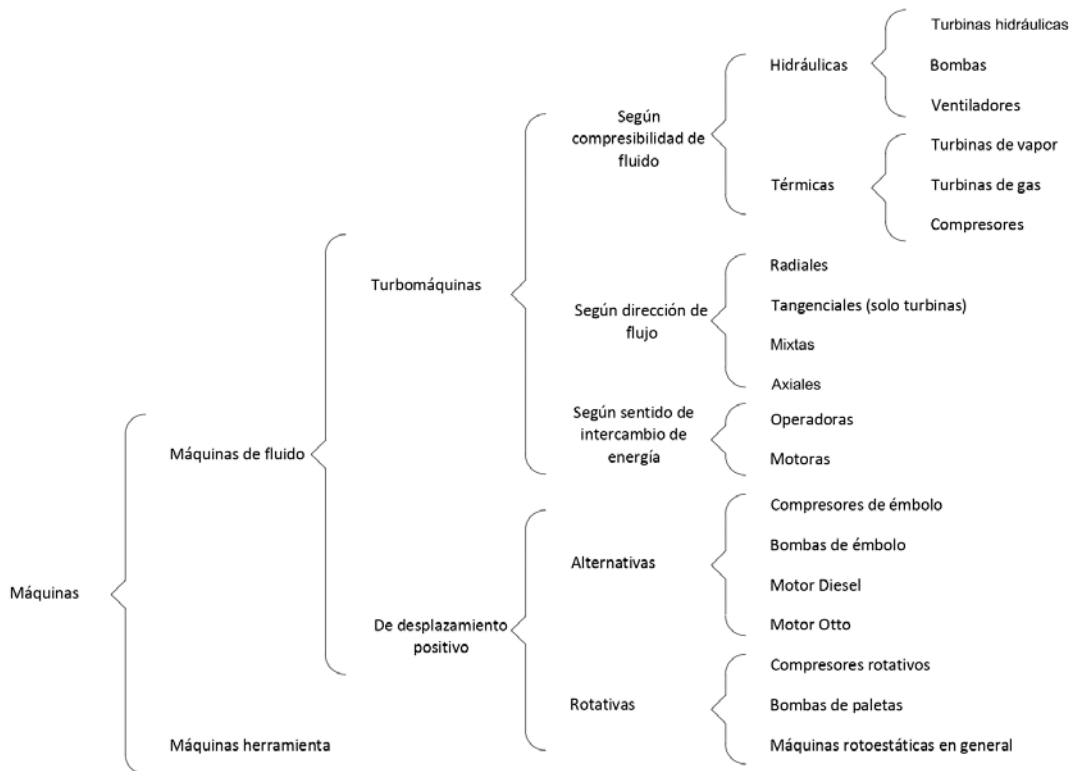 Máquinas
Máquinas de fluido
Turbomáquinas
Según
compresibilidad de
fluido
Hidráulicas
Turbinas hidráulicas
Bombas
Ventiladores
Térmicas
Turbinas de vapor
Turbinas de gas
Compresores
Según dirección de
flujo
Radiales
Tangenciales (solo turbinas)
Mixtas
Axiales
Según sentido de
intercambio de
energía
Operadoras
Motoras
De desplazamiento
positivo
Alternativas
Compresores de émbolo
Bombas de émbolo
Motor Diesel
Motor Otto
Rotativas
Compresores rotativos
Bombas de paletas
Máquinas rotoestáticas en general
Máquinas herramienta